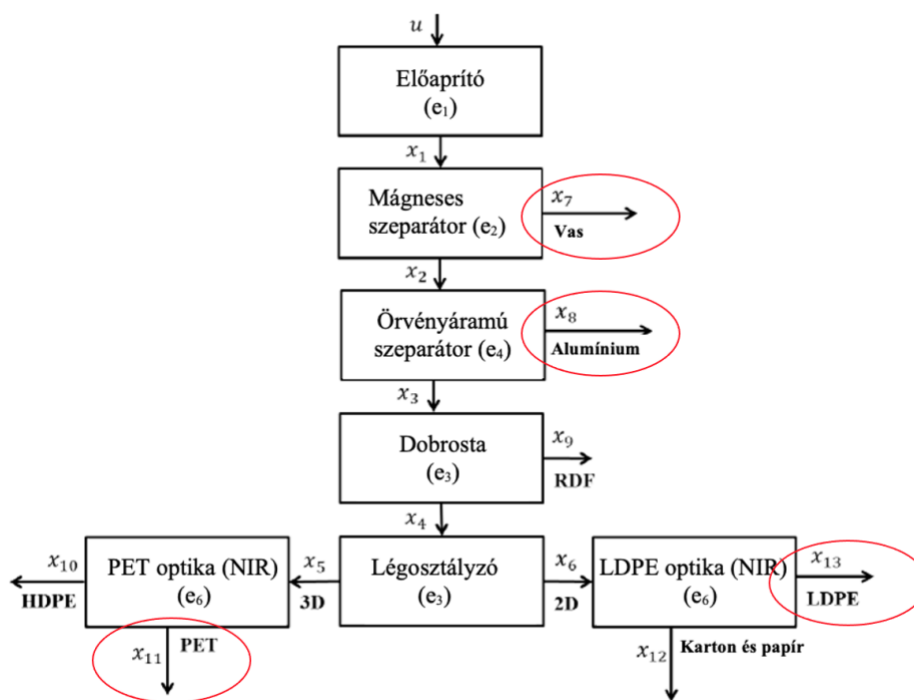 u
Előaprító
(e₁)
x₁
Mágneses
szeparátor (e₂)
x₇
Vas
x₂
Örvényáramú
szeparátor (e₄)
x₈
Alumínium
x₃
Dobrosta
(e₃)
x₉
RDF
x₄
x₁₀
HDPE
PET optika (NIR)
(e₆)
x₅
3D
Légosztályzó
(e₃)
x₆
2D
LDPE optika (NIR)
(e₆)
x₁₃
LDPE
x₁₁
PET
x₁₂
Karton és papír